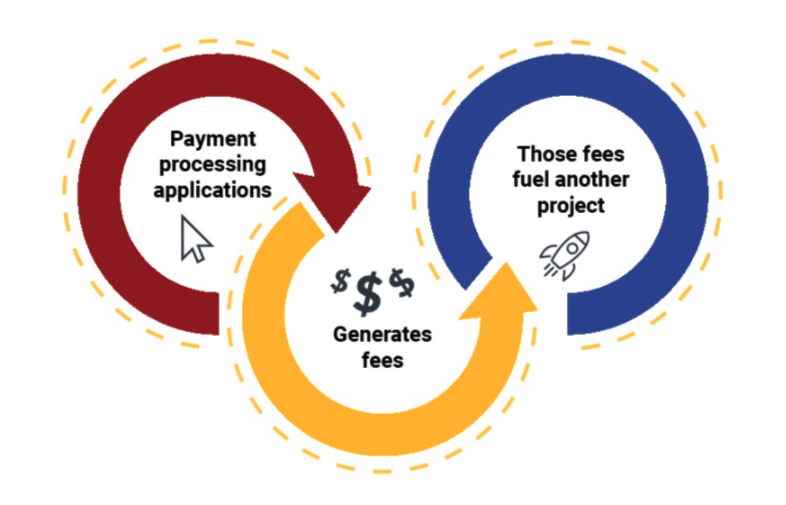 Payment
processing
applications
$ $ $
Generates
fees
Those fees
fuel another
project